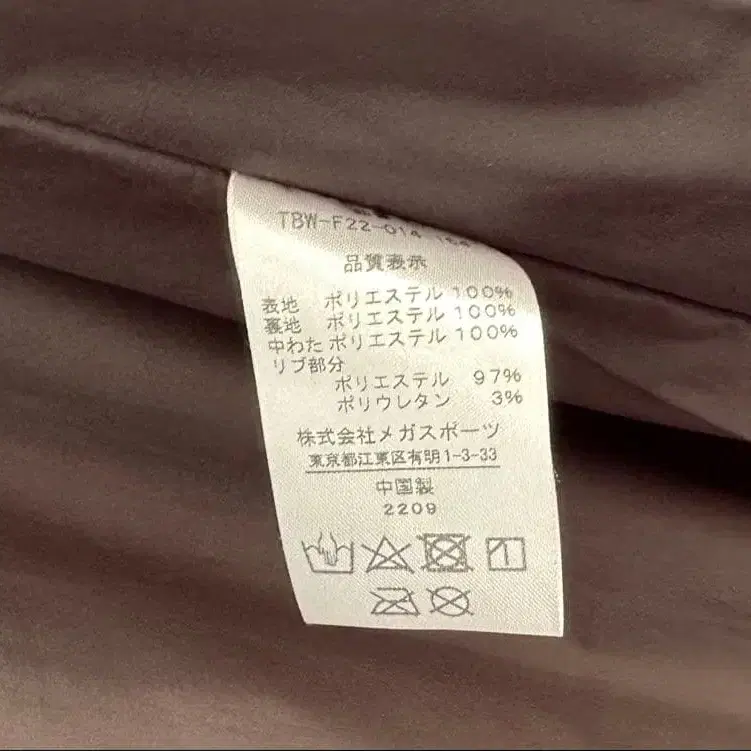 TBW-F22-014
品質表示
表地 ポリエステル 100%
裏地 ポリエステル 100%
中わた ポリエステル 100%
リブ部分
ポリエステル 97%
ポリウレタン 3%
株式会社メガスポーツ
東京都江東区有明1-3-33
中国製
2209